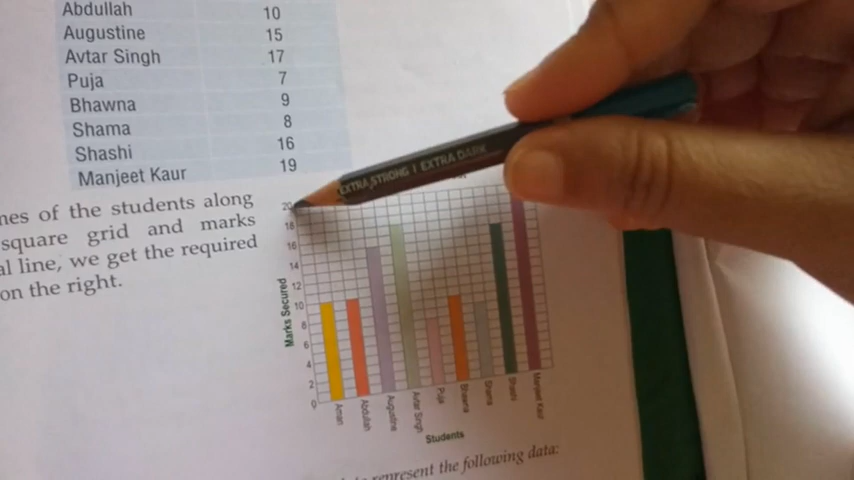 Abdullah 10
Augustine 15
Avtar Singh 17
Puja 7
Bhawna 9
Shama 8
Shashi 16
Manjeet Kaur 19
of the students along
square grid and marks
line, we get the required
on the right.
EXTRA STRONG | EXTRA DARK
20
18
16
14
12
10
8
6
4
2
0
Marks Secured
Aman
Abdullah
Augustine
Avtar Singh
Puja
Bhawna
Shama
Shashi
Manjeet Kaur
Students
represent the following data: